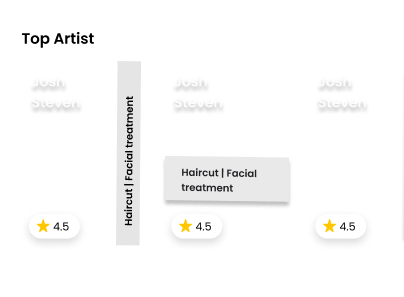 Top Artist
Josh
Steven
Haircut | Facial treatment
Josh
Steven
Haircut | Facial
treatment
Josh
Steven
4.5
4.5
4.5